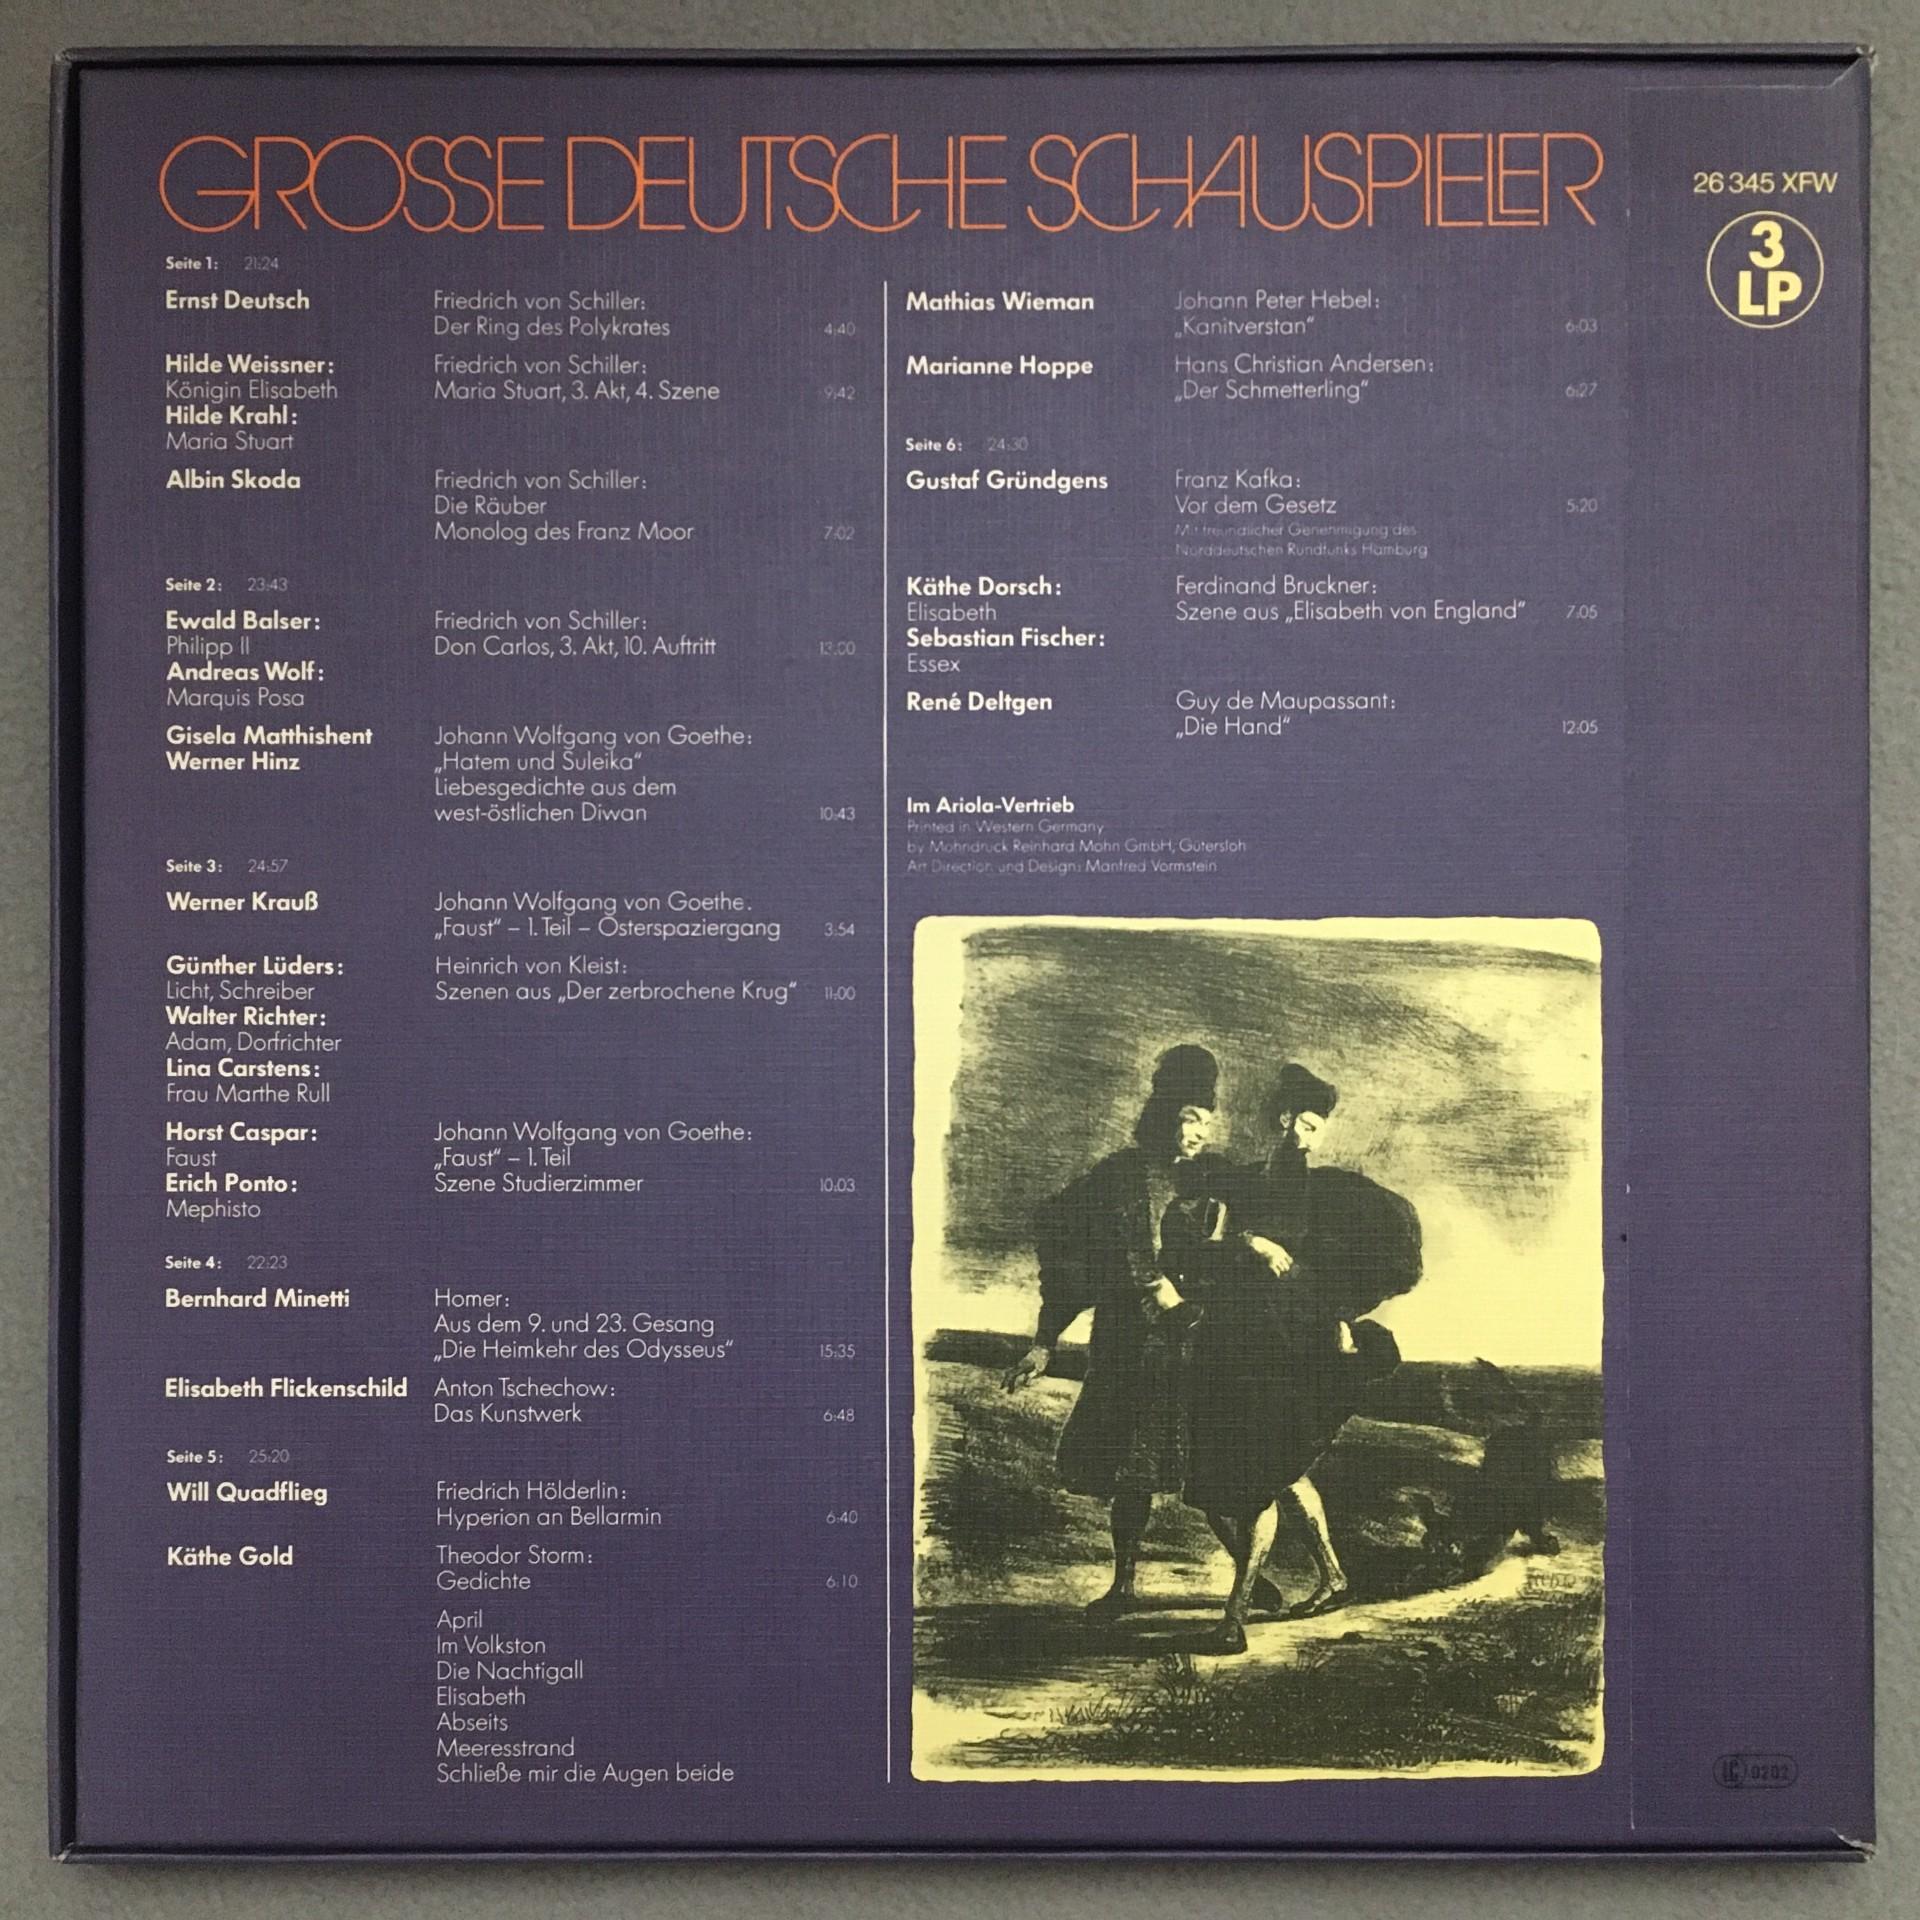 GROSSE DEUTSCHE SCHAUSPIELER
26 345 XFW
3
LP
Seite 1: 21:24
Ernst Deutsch Friedrich von Schiller:
Der Ring des Polykrates 4:40
Hilde Weissner: Friedrich von Schiller:
Königin Elisabeth Maria Stuart, 3. Akt, 4. Szene 9:42
Hilde Krahl:
Maria Stuart
Albin Skoda Friedrich von Schiller:
Die Räuber
Monolog des Franz Moor 7:02
Seite 2: 23:43
Ewald Balser: Friedrich von Schiller:
Philipp II Don Carlos, 3. Akt, 10. Auftritt 13:00
Andreas Wolf:
Marquis Posa
Gisela Matthishent Johann Wolfgang von Goethe:
Werner Hinz „Hatem und Suleika“
Liebesgedichte aus dem
west-östlichen Diwan 10:43
Seite 3: 24:57
Werner Krauß Johann Wolfgang von Goethe.
„Faust“ – 1. Teil – Osterspaziergang 3:54
Günther Lüders: Heinrich von Kleist:
Licht, Schreiber Szenen aus „Der zerbrochene Krug“ 11:00
Walter Richter:
Adam, Dorfrichter
Lina Carstens:
Frau Marthe Rull
Horst Caspar: Johann Wolfgang von Goethe:
Faust „Faust“ – 1. Teil
Erich Ponto: Szene Studierzimmer 10:03
Mephisto
Seite 4: 22:23
Bernhard Minetti Homer:
Aus dem 9. und 23. Gesang
„Die Heimkehr des Odysseus“ 15:35
Elisabeth Flickenschild Anton Tschechow:
Das Kunstwerk 6:48
Seite 5: 25:20
Will Quadflieg Friedrich Hölderlin:
Hyperion an Bellarmin 6:40
Käthe Gold Theodor Storm:
Gedichte 6:10
April
Im Volkston
Die Nachtigall
Elisabeth
Abseits
Meeresstrand
Schließe mir die Augen beide
Mathias Wieman Johann Peter Hebel:
„Kanitverstan“ 6:03
Marianne Hoppe Hans Christian Andersen:
„Der Schmetterling“ 6:27
Seite 6: 24:30
Gustaf Gründgens Franz Kafka:
Vor dem Gesetz 5:20
Mit freundlicher Genehmigung des
Norddeutschen Rundfunks Hamburg
Käthe Dorsch: Ferdinand Bruckner:
Elisabeth Szene aus „Elisabeth von England“ 7:05
Sebastian Fischer:
Essex
René Deltgen Guy de Maupassant:
„Die Hand“ 12:05
Im Ariola-Vertrieb
Printed in Western Germany
by Mohndruck Reinhard Mohn GmbH, Gütersloh
Art Direction und Design: Manfred Vormstein
LC 0202